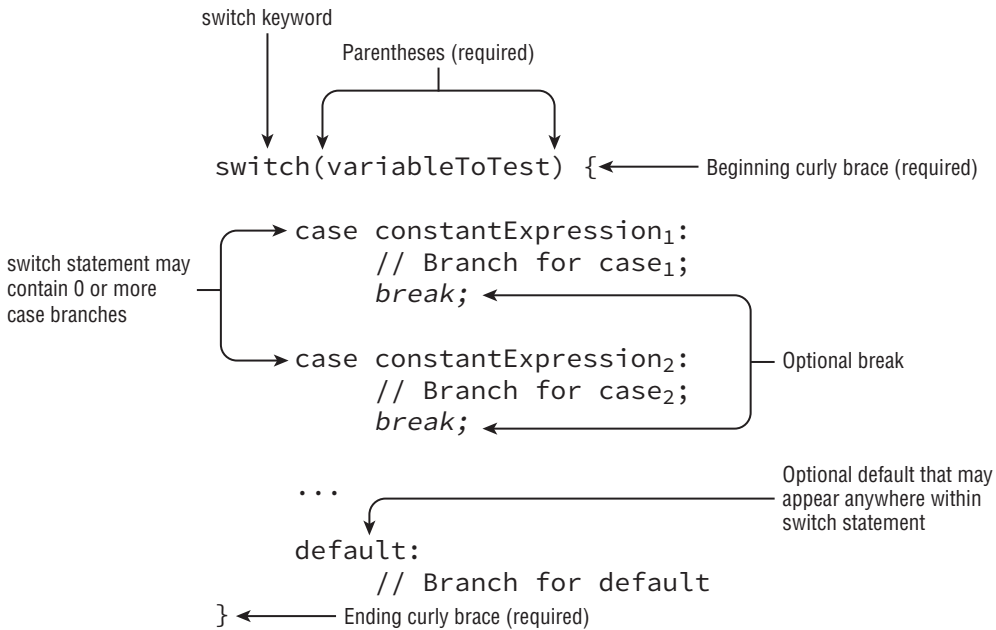 switch keyword
Parentheses (required)
switch(variableToTest) {
Beginning curly brace (required)
case constantExpression₁:
// Branch for case₁;
break;
switch statement may
contain 0 or more
case branches
case constantExpression₂:
// Branch for case₂;
break;
Optional break
...
Optional default that may
appear anywhere within
switch statement
default:
// Branch for default
}
Ending curly brace (required)